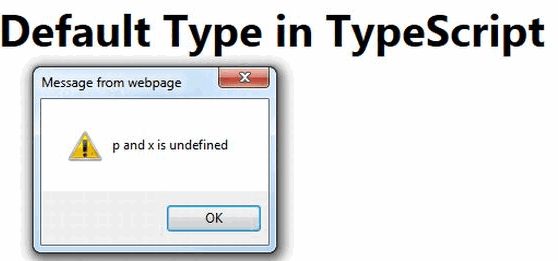 Default Type in TypeScript
Message from webpage
p and x is undefined
OK